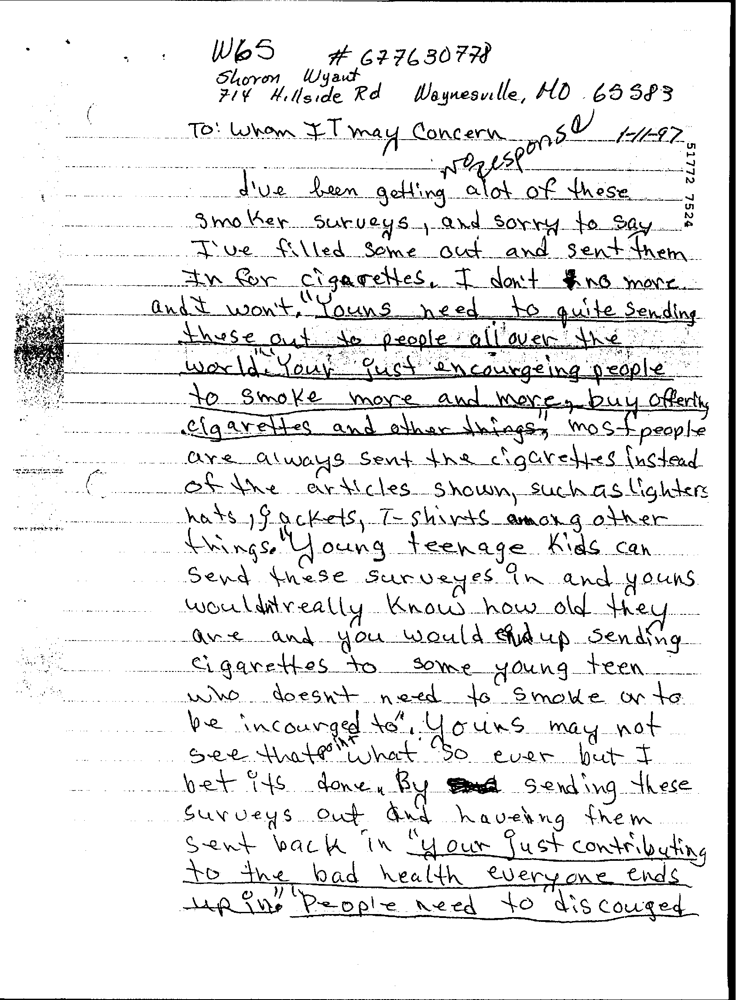 W65 # 677630778
Sharon Wyant
714 Hillside Rd Waynesville, MO 65583
To: Whom IT may Concern 1-11-97
no response
51772 7524
I've been getting alot of these
smoker surveys, and sorry to say
I've filled some out and sent them
In for cigarettes. I don't no more
and I won't. "Youns need to quite sending
these out to people all over the
world." "Your just encourgeing people
to smoke more and more, buy offering
cigarettes and other things", most people
are always sent the cigarettes instead
of the articles shown, such as lighters
hats, jackets, T-shirts among other
things. "Young teenage kids can
send these surveyes in and youns
wouldn't really know how old they
are and you would end up sending
cigarettes to some young teen
who doesn't need to smoke or to
be incourged to". Youns may not
see that point what so ever but I
bet its done. By sending these
surveys out and haveing them
sent back in "your just contributing
to the bad health everyone ends
up in." "People need to discouged